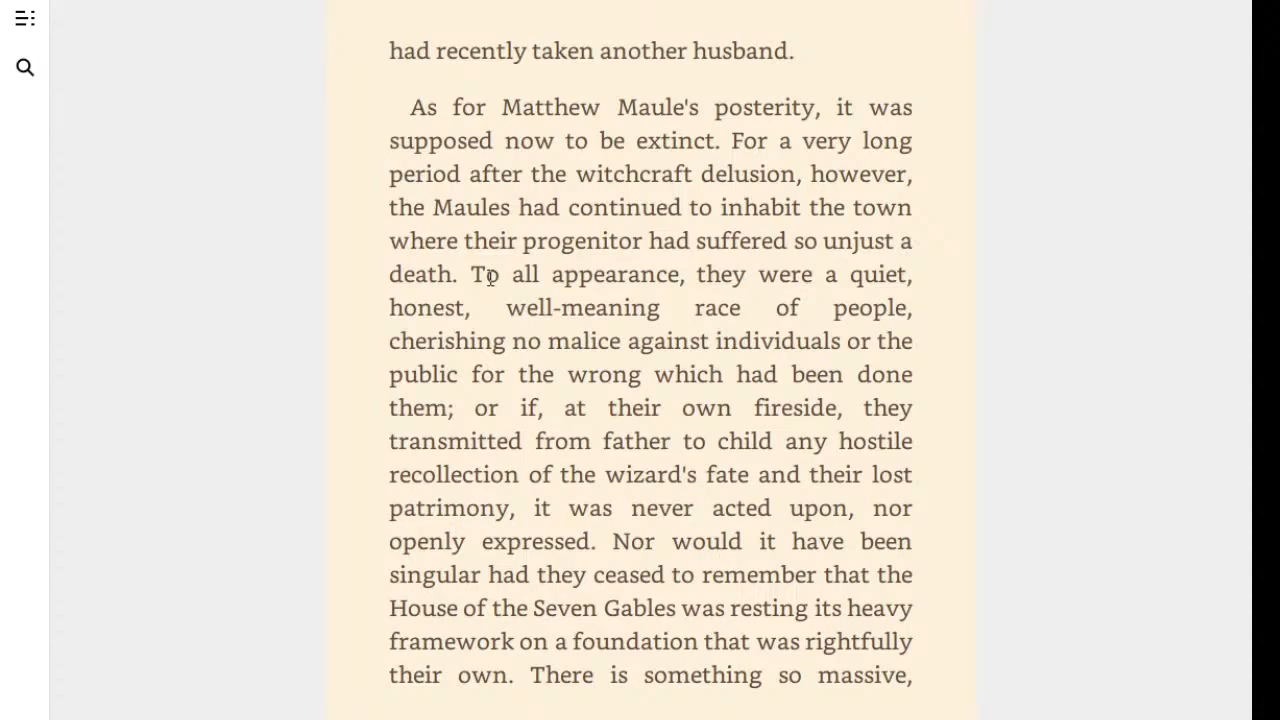 had recently taken another husband.
As for Matthew Maule's posterity, it was
supposed now to be extinct. For a very long
period after the witchcraft delusion, however,
the Maules had continued to inhabit the town
where their progenitor had suffered so unjust a
death. To all appearance, they were a quiet,
honest, well-meaning race of people,
cherishing no malice against individuals or the
public for the wrong which had been done
them; or if, at their own fireside, they
transmitted from father to child any hostile
recollection of the wizard's fate and their lost
patrimony, it was never acted upon, nor
openly expressed. Nor would it have been
singular had they ceased to remember that the
House of the Seven Gables was resting its heavy
framework on a foundation that was rightfully
their own. There is something so massive,